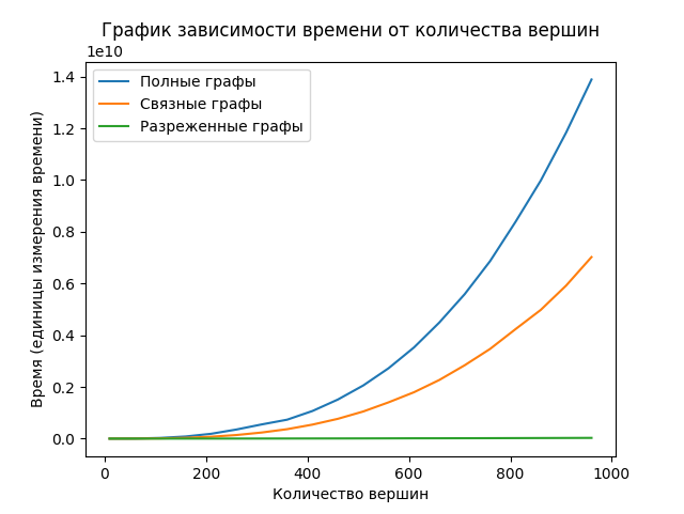 График зависимости времени от количества вершин
1e10
Полные графы
Связные графы
Разреженные графы
1.4
1.2
1.0
0.8
0.6
0.4
0.2
0.0
Время (единицы измерения времени)
0 200 400 600 800 1000
Количество вершин